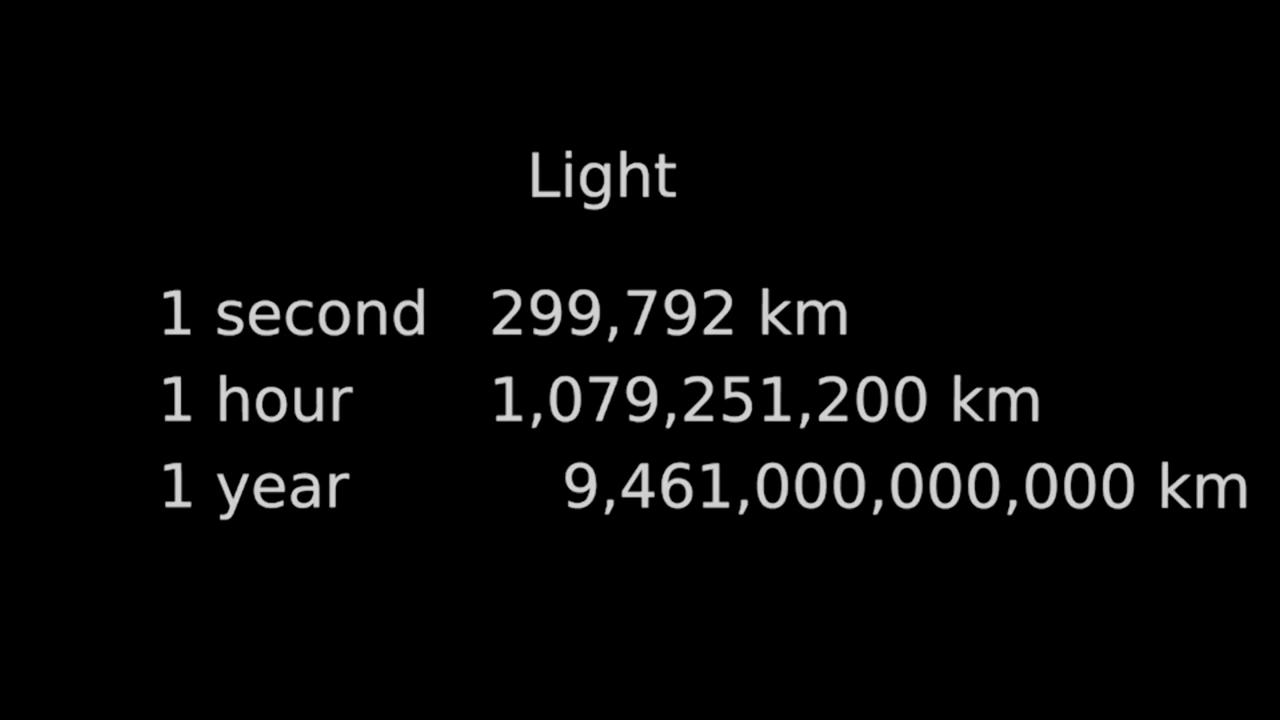 Light
1 second 299,792 km
1 hour 1,079,251,200 km
1 year 9,461,000,000,000 km